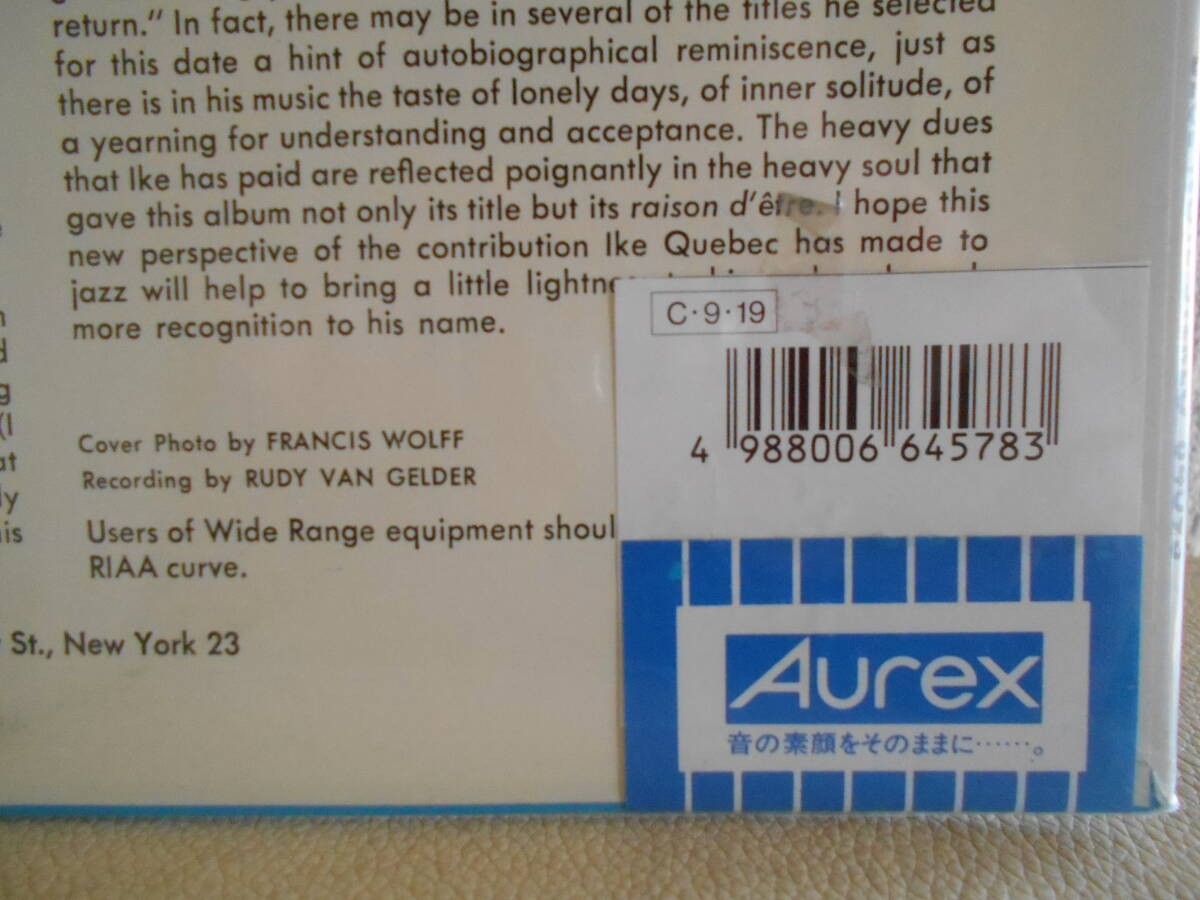 return." In fact, there may be in several of the titles he selected
for this date a hint of autobiographical reminiscence, just as
there is in his music the taste of lonely days, of inner solitude, of
a yearning for understanding and acceptance. The heavy dues
that Ike has paid are reflected poignantly in the heavy soul that
gave this album not only its title but its raison d'être. I hope this
new perspective of the contribution Ike Quebec has made to
jazz will help to bring a little
more recognition to his name.
Cover Photo by FRANCIS WOLFF
Recording by RUDY VAN GELDER
Users of Wide Range equipment shoul
RIAA curve.
St., New York 23
C·9·19
4 988006 645783
Aurex
音の素顔をそのままに……。